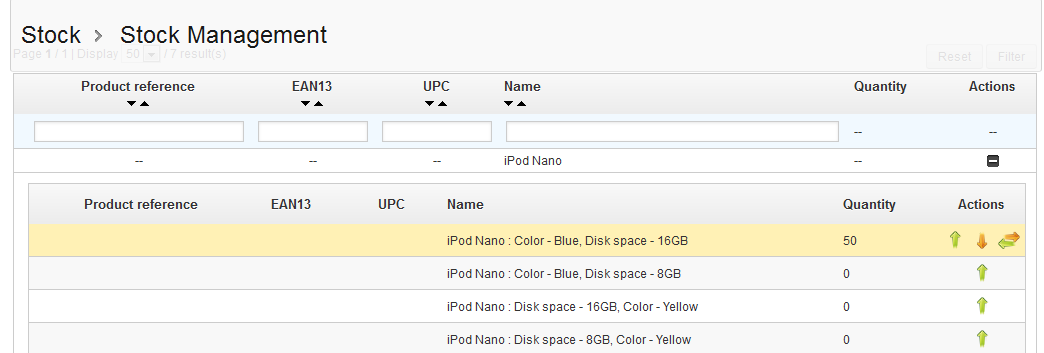 Stock > Stock Management
Page 1 / 1 | Display 50 / 7 result(s)
Reset Filter
Product reference EAN13 UPC Name Quantity Actions
-- --
-- -- -- iPod Nano --
Product reference EAN13 UPC Name Quantity Actions
iPod Nano : Color - Blue, Disk space - 16GB 50
iPod Nano : Color - Blue, Disk space - 8GB 0
iPod Nano : Disk space - 16GB, Color - Yellow 0
iPod Nano : Disk space - 8GB, Color - Yellow 0